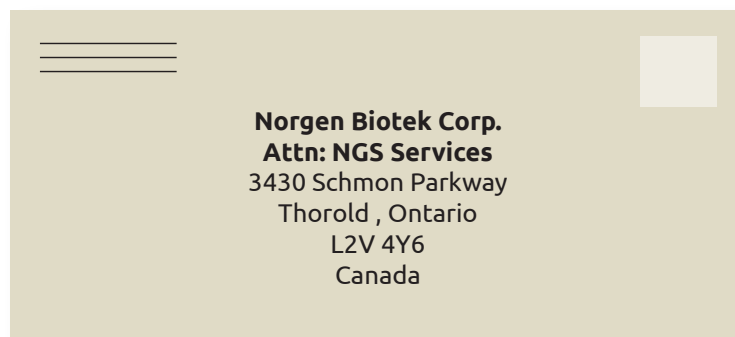 Norgen Biotek Corp.
Attn: NGS Services
3430 Schmon Parkway
Thorold , Ontario
L2V 4Y6
Canada